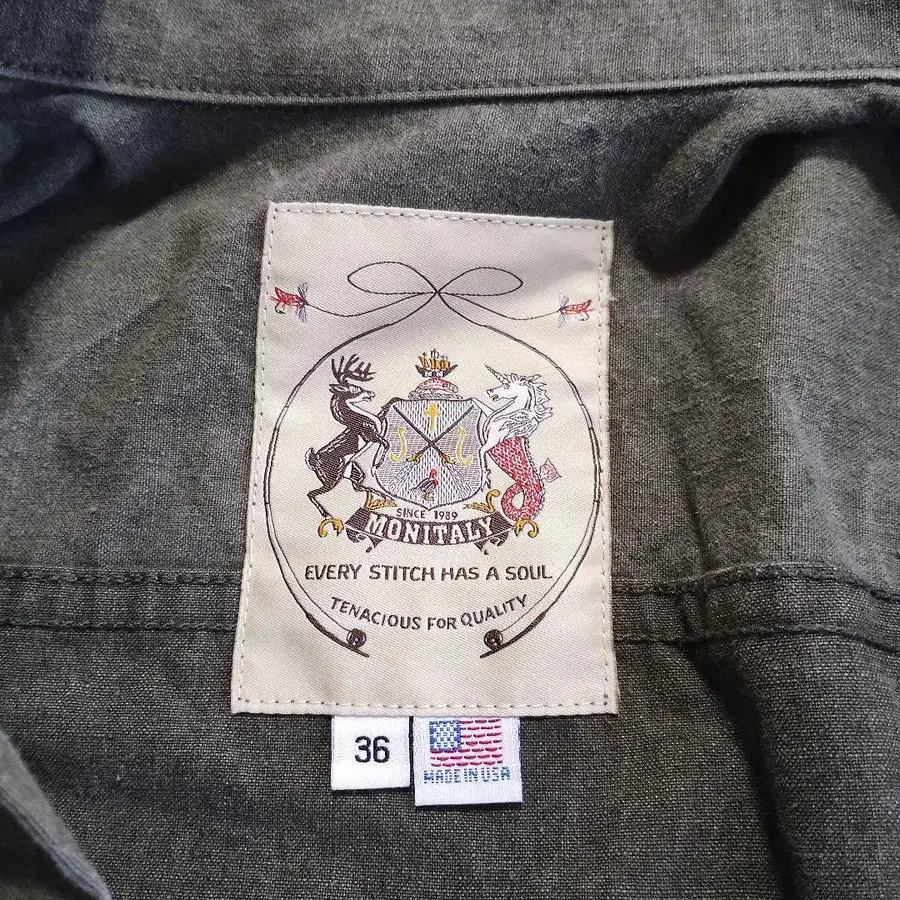 SINCE 1989
MONITALY
EVERY STITCH HAS A SOUL
TENACIOUS FOR QUALITY
36
MADE IN USA